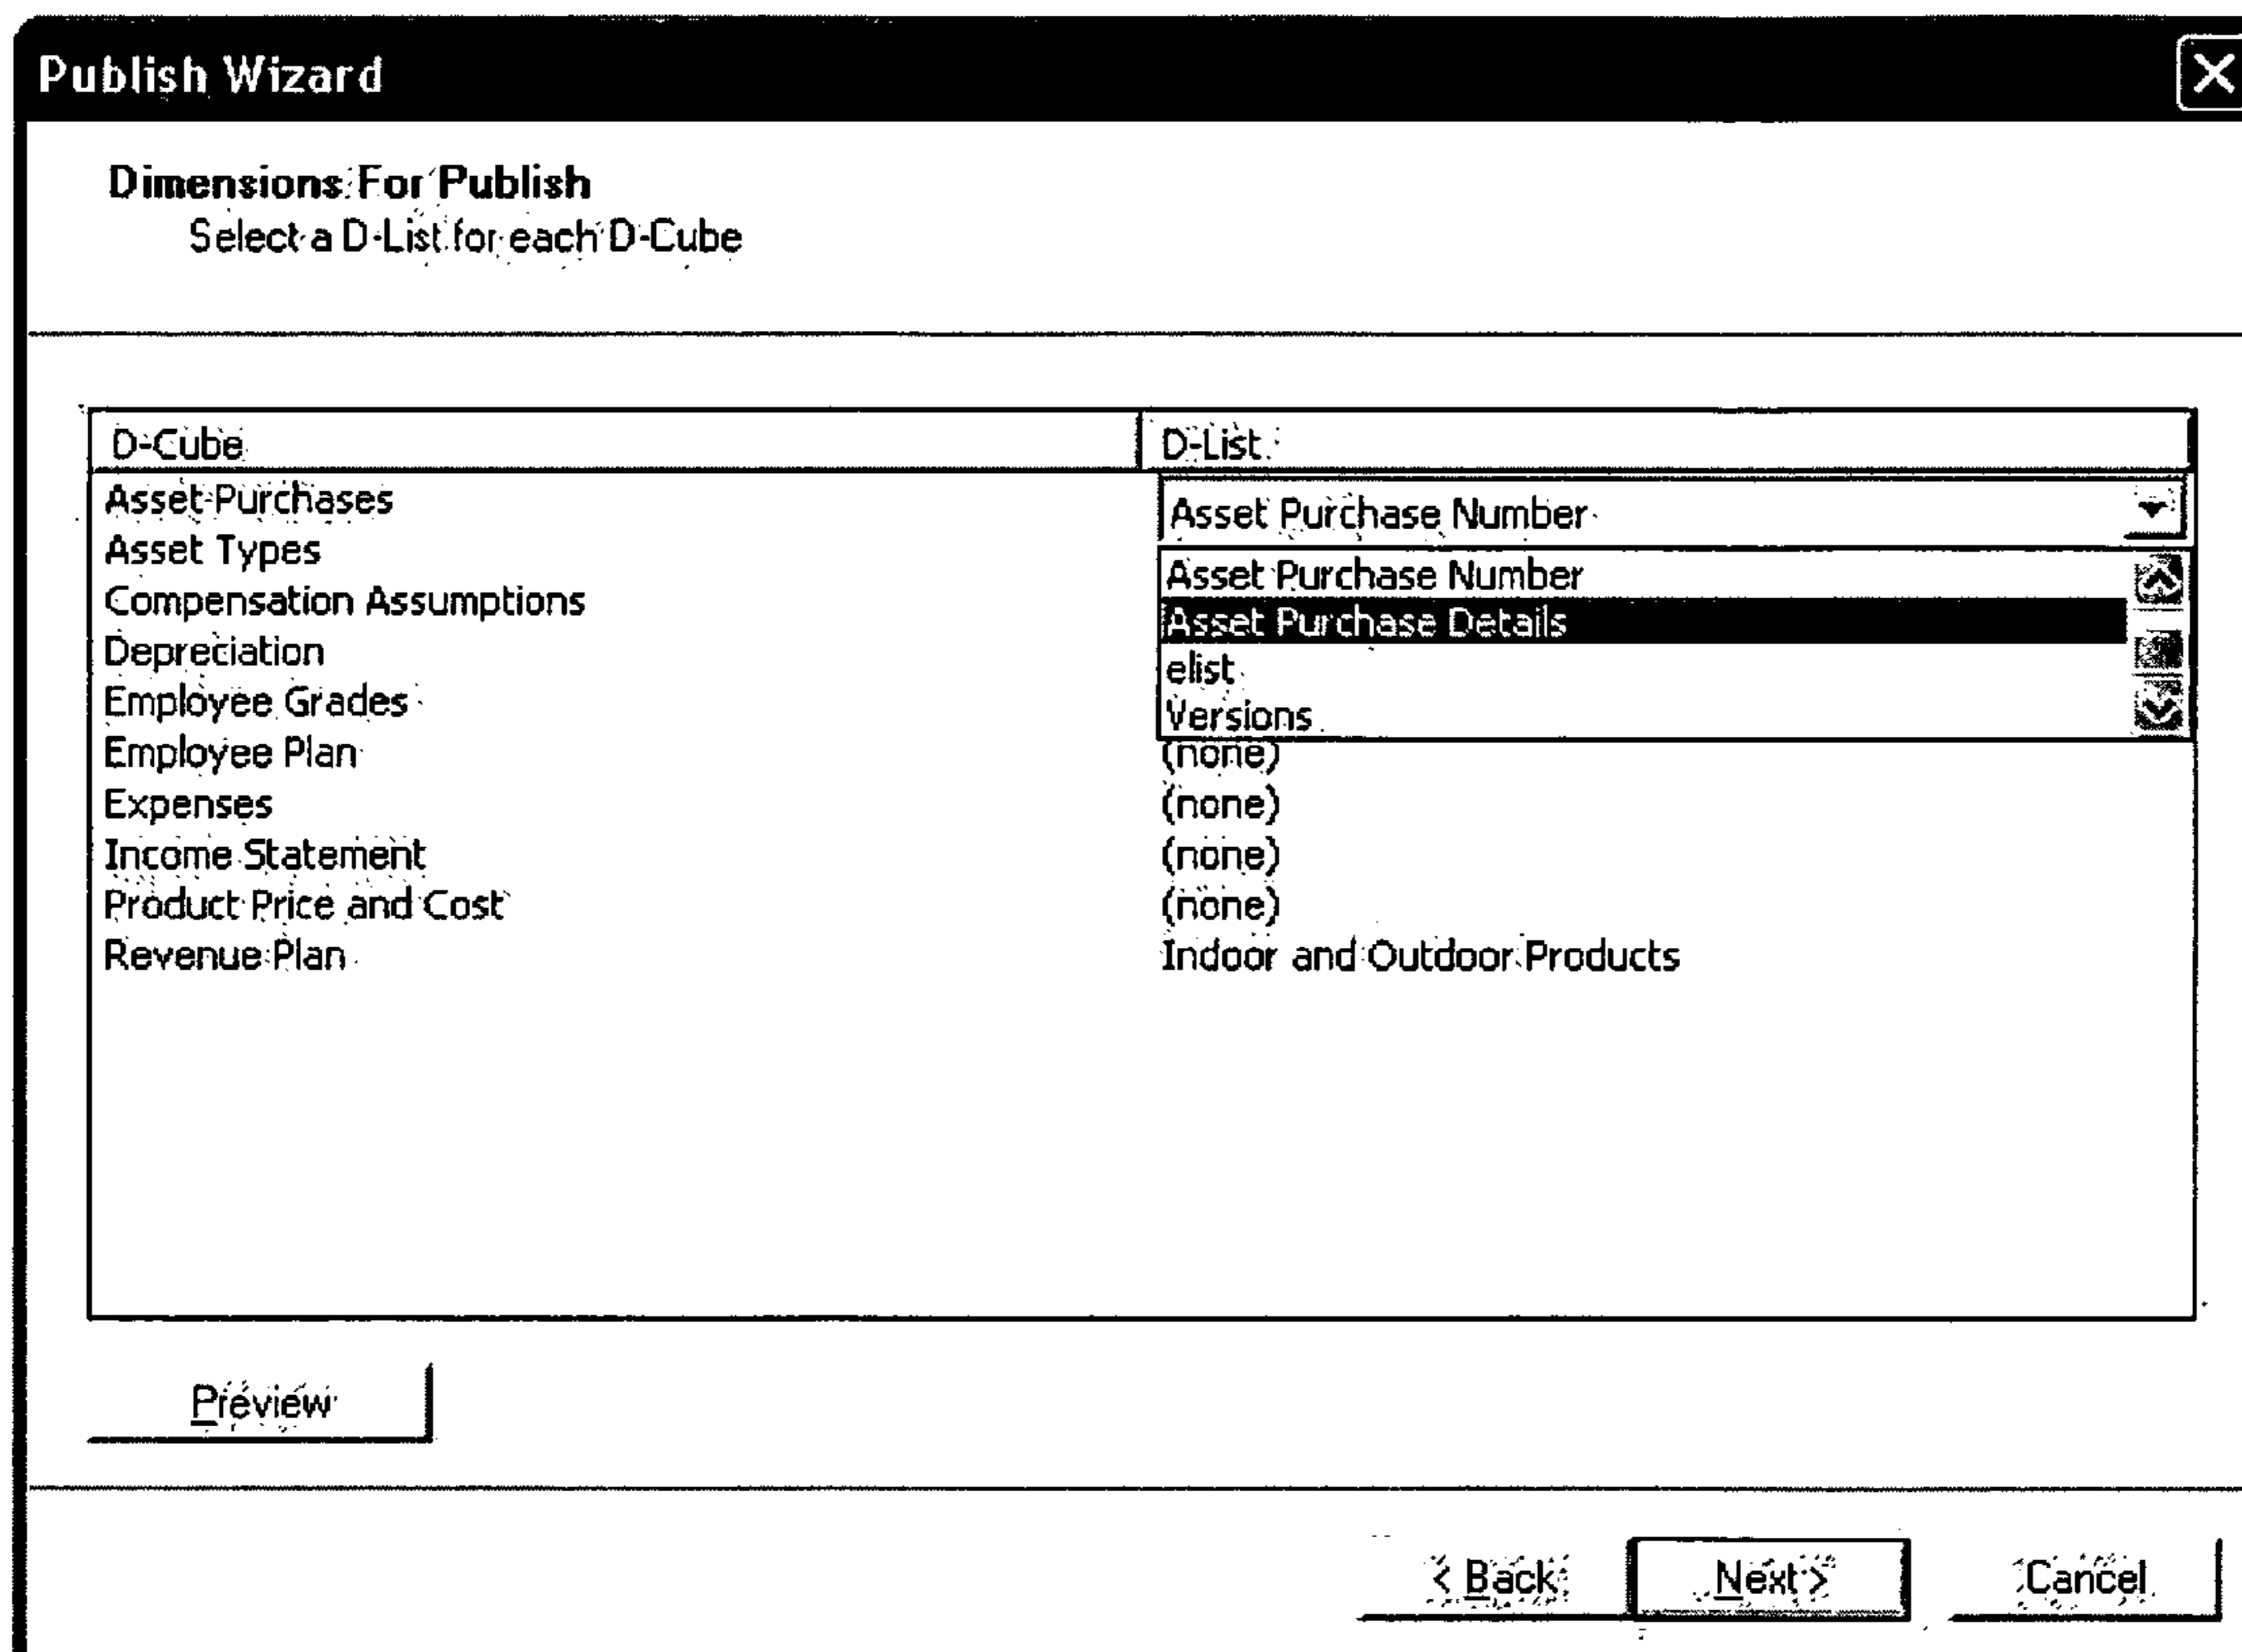 Publish Wizard
Dimensions For Publish
Select a D-List for each D-Cube
D-Cube D-List
Asset Purchases Asset Purchase Number
Asset Types Asset Purchase Number
Compensation Assumptions Asset Purchase Details
Depreciation elist
Employee Grades Versions
Employee Plan (none)
Expenses (none)
Income Statement (none)
Product Price and Cost (none)
Revenue Plan Indoor and Outdoor Products
Preview
< Back Next > Cancel